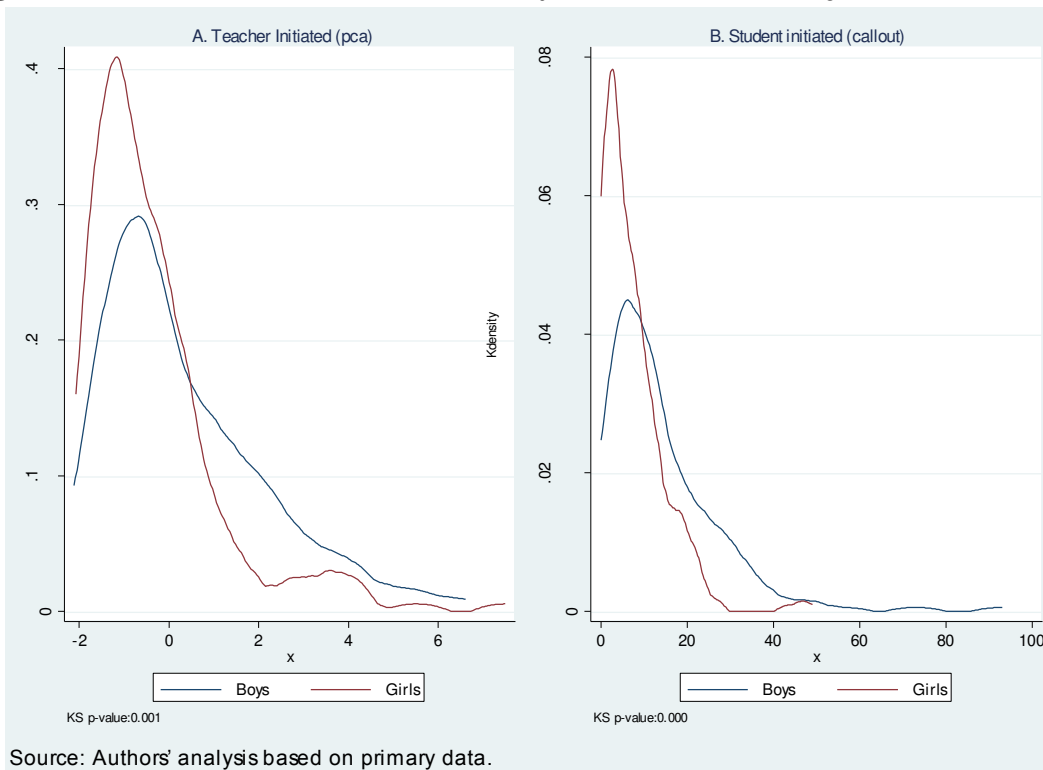 A. Teacher Initiated (pca)
.4
.3
.2
.1
0
-2 0 2 4 6
x
Boys Girls
KS p-value:0.001
B. Student initiated (callout)
Kdensity
.08
.06
.04
.02
0
0 20 40 60 80 100
x
Boys Girls
KS p-value:0.000
Source: Authors' analysis based on primary data.